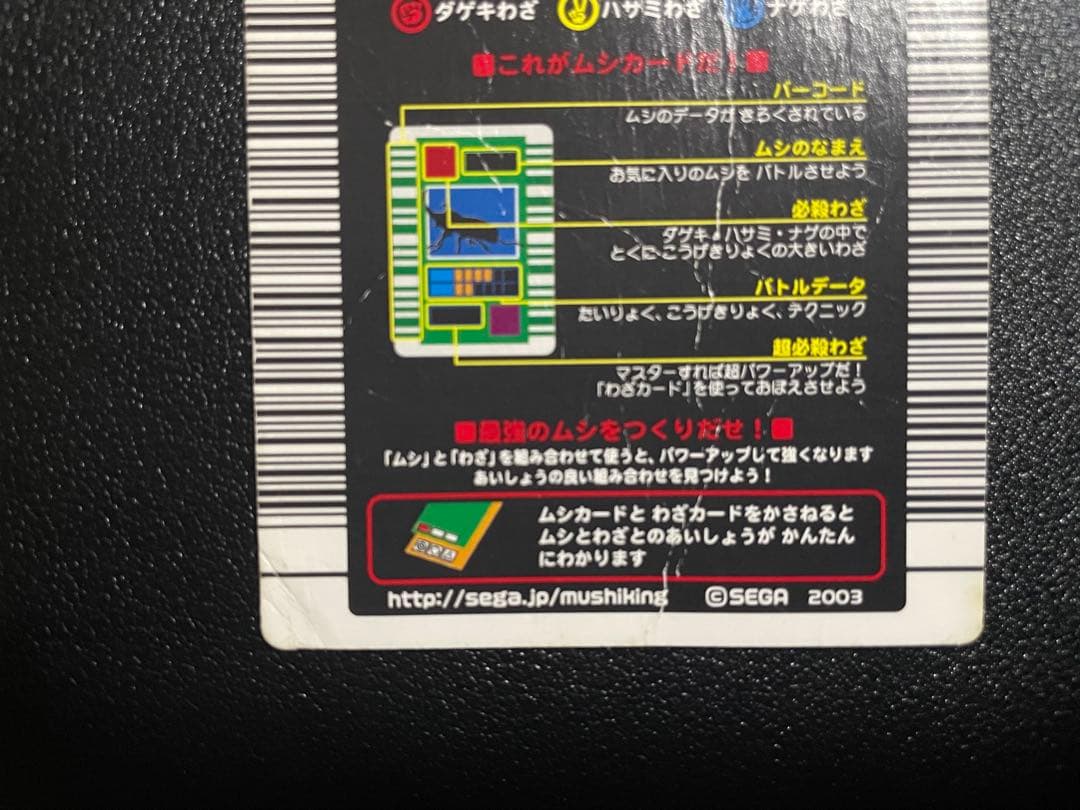 ダゲキわざ ハサミわざ ナゲわざ
これがムシカードだ！
バーコード
ムシのデータが きろくされている
ムシのなまえ
お気に入りのムシを バトルさせよう
必殺わざ
ダゲキ・ハサミ・ナゲの中で
とくに こうげきりょくの大きいわざ
バトルデータ
たいりょく、こうげきりょく、テクニック
超必殺わざ
マスターすれば超パワーアップだ！
「わざカード」を使っておぼえさせよう
最強のムシをつくりだせ！
「ムシ」と「わざ」を組み合わせて使うと、パワーアップして強くなります
あいしょうの良い組み合わせを見つけよう！
ムシカードと わざカードをかさねると
ムシとわざとのあいしょうが かんたん
にわかります
http://sega.jp/mushiking ©SEGA 2003